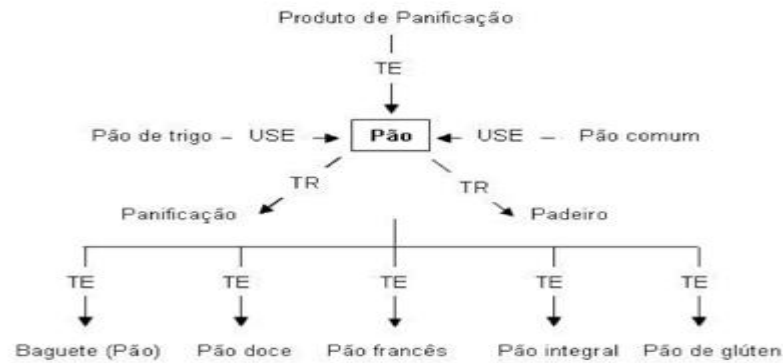 Produto de Panificação
TE
Pão de trigo – USE Pão USE – Pão comum
TR TR
Panificação Padeiro
TE TE TE TE TE
Baguete (Pão) Pão doce Pão francês Pão integral Pão de glúten